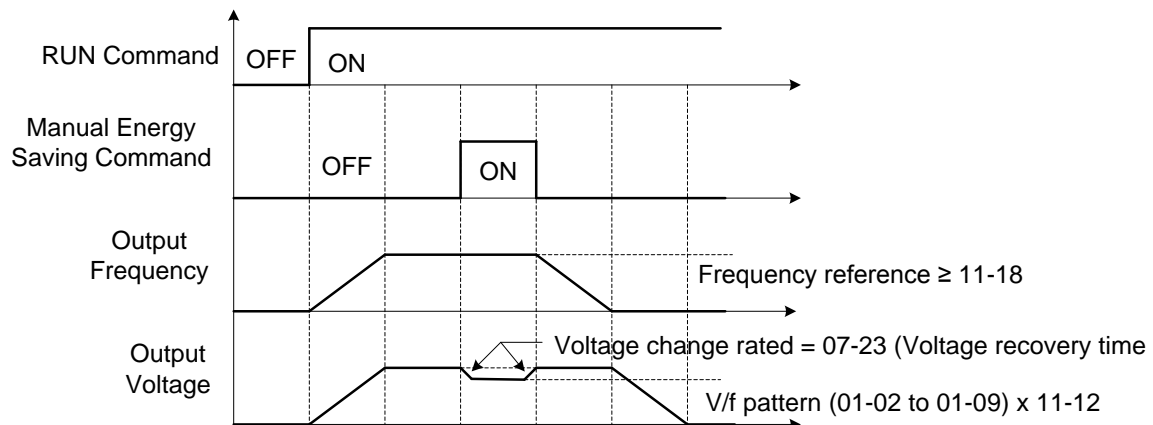 RUN Command
OFF
ON
Manual Energy
Saving Command
OFF
ON
Output
Frequency
Frequency reference ≥ 11-18
Output
Voltage
Voltage change rated = 07-23 (Voltage recovery time
V/f pattern (01-02 to 01-09) x 11-12